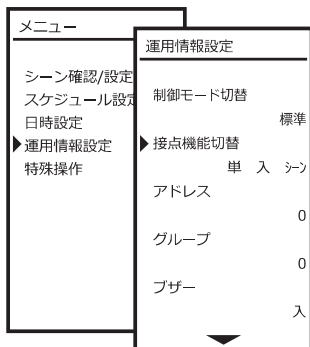 メニュー
シーン確認/設定
スケジュール設定
日時設定
運用情報設定
特殊操作
運用情報設定
制御モード切替
標準
接点機能切替
単 入 シーン
アドレス
0
グループ
0
ブザー
入